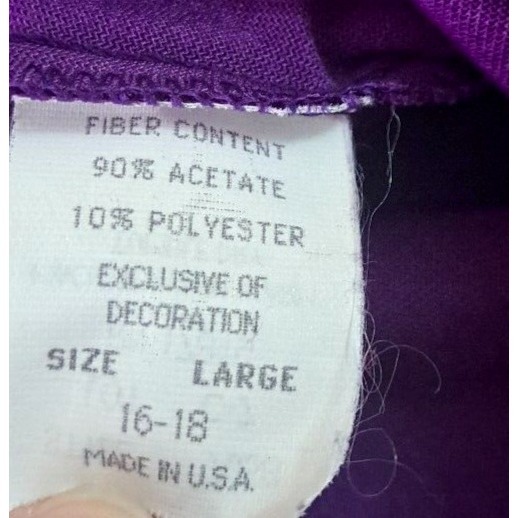 FIBER CONTENT
90% ACETATE
10% POLYESTER
EXCLUSIVE OF
DECORATION
SIZE LARGE
16-18
MADE IN U.S.A.